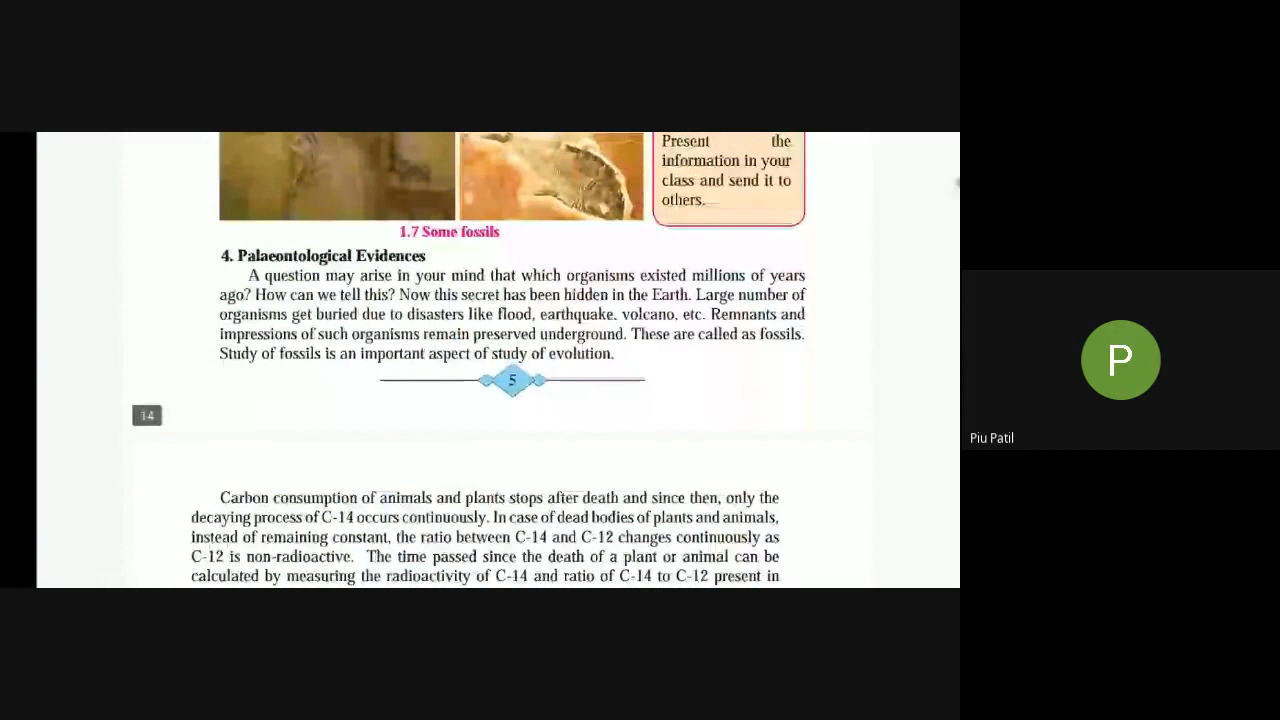 Present the
information in your
class and send it to
others.
1.7 Some fossils
4. Palaeontological Evidences
A question may arise in your mind that which organisms existed millions of years
ago? How can we tell this? Now this secret has been hidden in the Earth. Large number of
organisms get buried due to disasters like flood, earthquake, volcano, etc. Remnants and
impressions of such organisms remain preserved underground. These are called as fossils.
Study of fossils is an important aspect of study of evolution.
5
14
Carbon consumption of animals and plants stops after death and since then, only the
decaying process of C-14 occurs continuously. In case of dead bodies of plants and animals,
instead of remaining constant, the ratio between C-14 and C-12 changes continuously as
C-12 is non-radioactive. The time passed since the death of a plant or animal can be
calculated by measuring the radioactivity of C-14 and ratio of C-14 to C-12 present in
P
Piu Patil